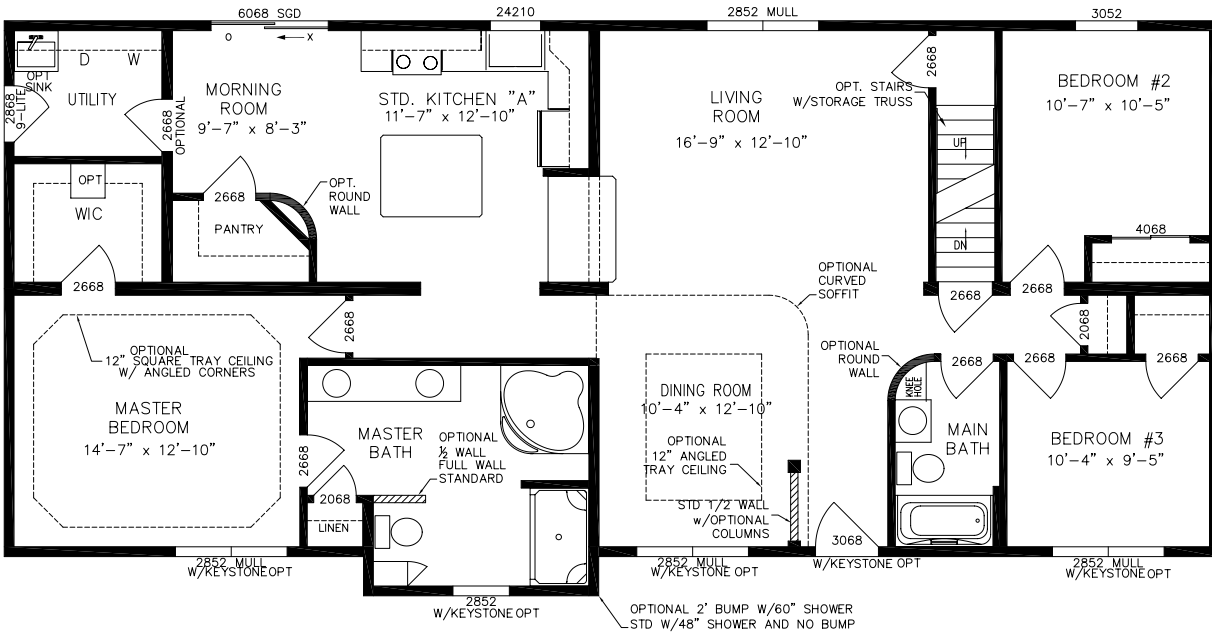 6068 SGD
O
X
24210
2852 MULL
3052
OPT
SINK
D
W
UTILITY
2868
9-LITE
2668
OPTIONAL
MORNING
ROOM
9'-7" x 8'-3"
STD. KITCHEN "A"
11'-7" x 12'-10"
LIVING
ROOM
16'-9" x 12'-10"
2668
OPT. STAIRS
W/STORAGE TRUSS
UP
DN
BEDROOM #2
10'-7" x 10'-5"
4068
OPT
WIC
2668
2668
PANTRY
OPT.
ROUND
WALL
OPTIONAL
CURVED
SOFFIT
2668
2668
2068
OPTIONAL
12" SQUARE TRAY CEILING
W/ ANGLED CORNERS
2668
MASTER
BEDROOM
14'-7" x 12'-10"
MASTER
BATH
2668
2068
LINEN
OPTIONAL
½ WALL
FULL WALL
STANDARD
DINING ROOM
10'-4" x 12'-10"
OPTIONAL
12" ANGLED
TRAY CEILING
STD 1/2 WALL
w/OPTIONAL
COLUMNS
OPTIONAL
ROUND
WALL
KNEE
HOLE
2668
2668
2668
MAIN
BATH
BEDROOM #3
10'-4" x 9'-5"
3068
2852 MULL
W/KEYSTONE OPT
2852
W/KEYSTONE OPT
2852 MULL
W/KEYSTONE OPT
W/KEYSTONE OPT
2852 MULL
W/KEYSTONE OPT
OPTIONAL 2' BUMP W/60" SHOWER
STD W/48" SHOWER AND NO BUMP